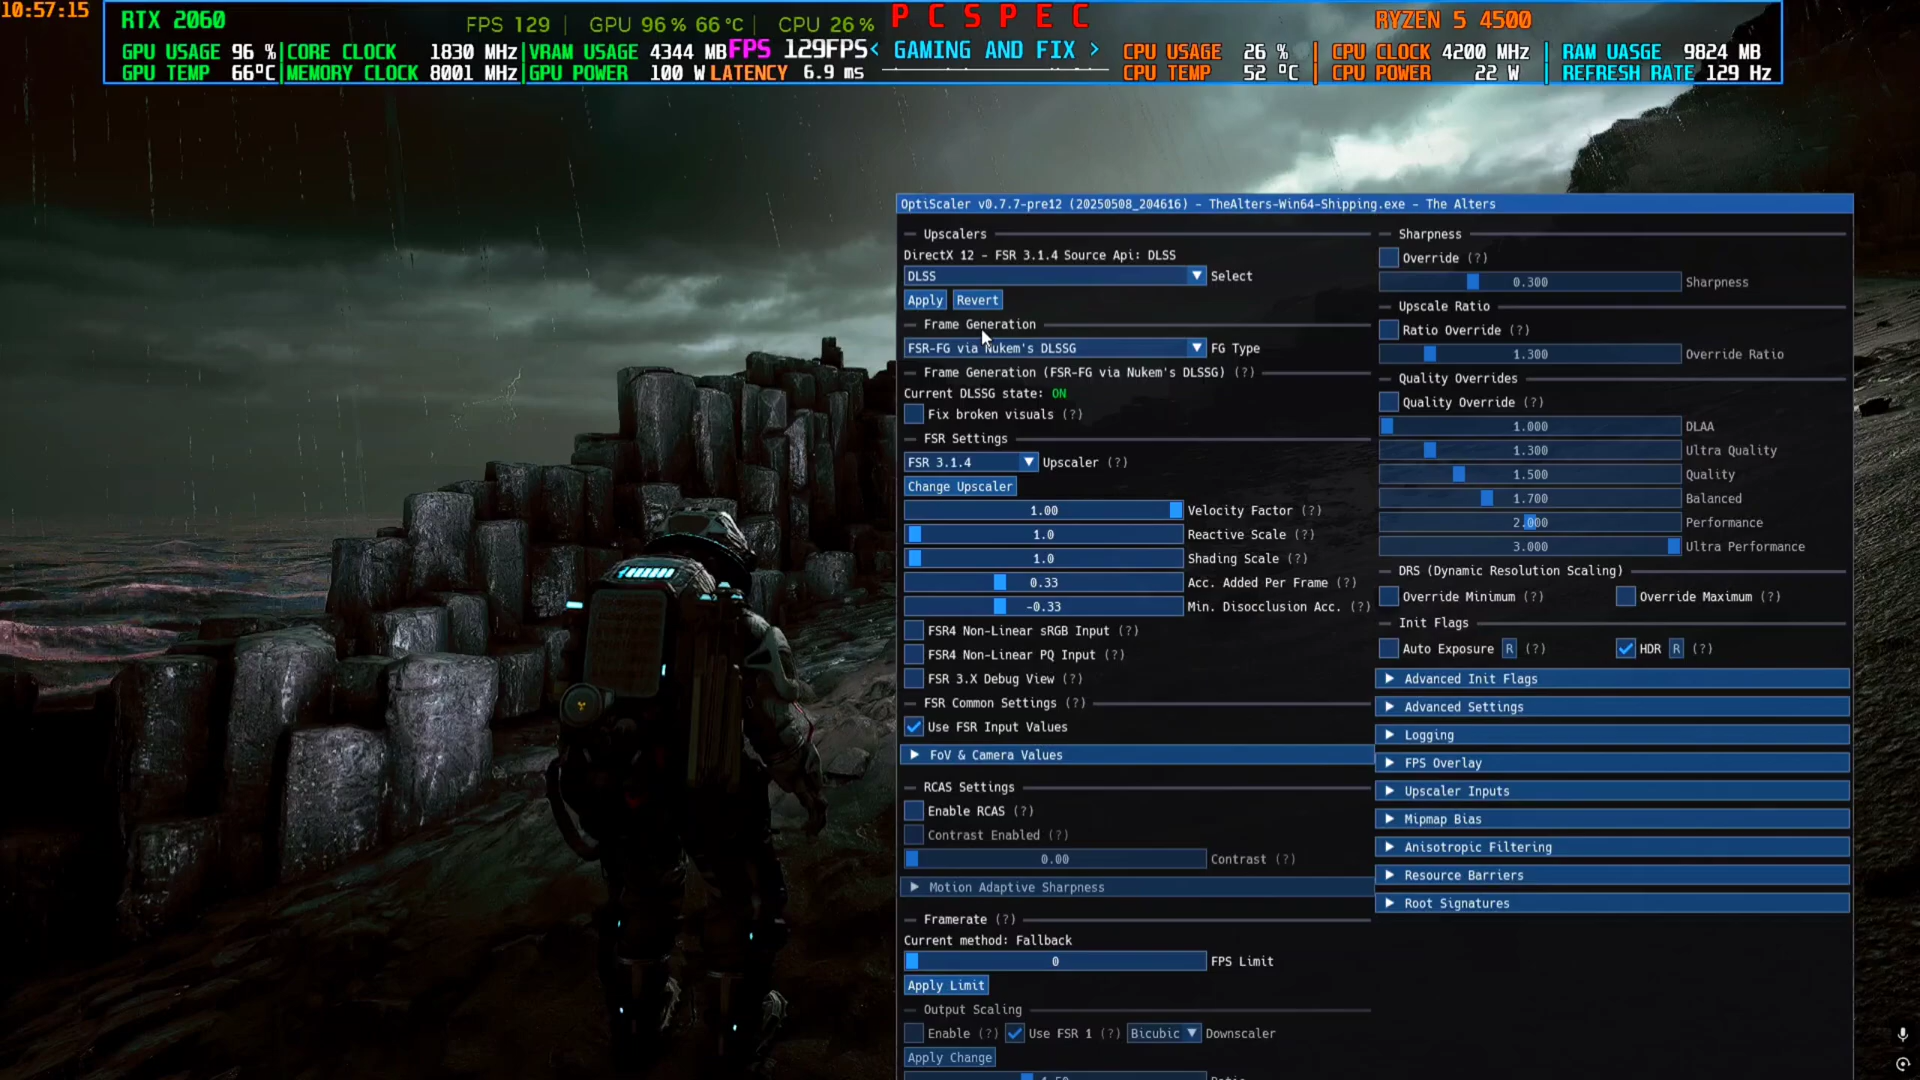 10:57:15
RTX 2060
FPS 129 | GPU 96 % 66 °C | CPU 26 %
P C S P E C
RYZEN 5 4500
GPU USAGE 96 % CORE CLOCK 1830 MHz VRAM USAGE 4344 MB FPS 129FPS < GAMING AND FIX > CPU USAGE 26 % CPU CLOCK 4200 MHz RAM UASGE 9824 MB
GPU TEMP 66°C MEMORY CLOCK 8001 MHz GPU POWER 100 W LATENCY 6.9 ms CPU TEMP 52 °C CPU POWER 22 W REFRESH RATE 129 Hz
OptiScaler v0.7.7-pre12 (20250508_204616) - TheAlters-Win64-Shipping.exe - The Alters
Upscalers
DirectX 12 - FSR 3.1.4 Source Api: DLSS
DLSS Select
Apply Revert
Frame Generation
FSR-FG via Nukem's DLSSG FG Type
Frame Generation (FSR-FG via Nukem's DLSSG) (?)
Current DLSSG state: ON
Fix broken visuals (?)
FSR Settings
FSR 3.1.4 Upscaler (?)
Change Upscaler
1.00 Velocity Factor (?)
1.0 Reactive Scale (?)
1.0 Shading Scale (?)
0.33 Acc. Added Per Frame (?)
-0.33 Min. Disocclusion Acc. (?)
FSR4 Non-Linear sRGB Input (?)
FSR4 Non-Linear PQ Input (?)
FSR 3.X Debug View (?)
FSR Common Settings (?)
Use FSR Input Values
FoV & Camera Values
RCAS Settings
Enable RCAS (?)
Contrast Enabled (?)
0.00 Contrast (?)
Motion Adaptive Sharpness
Framerate (?)
Current method: Fallback
0 FPS Limit
Apply Limit
Output Scaling
Enable (?) Use FSR 1 (?) Bicubic Downscaler
Apply Change
Sharpness
Override (?)
0.300 Sharpness
Upscale Ratio
Ratio Override (?)
1.300 Override Ratio
Quality Overrides
Quality Override (?)
1.000 DLAA
1.300 Ultra Quality
1.500 Quality
1.700 Balanced
2.000 Performance
3.000 Ultra Performance
DRS (Dynamic Resolution Scaling)
Override Minimum (?) Override Maximum (?)
Init Flags
Auto Exposure R (?) HDR R (?)
Advanced Init Flags
Advanced Settings
Logging
FPS Overlay
Upscaler Inputs
Mipmap Bias
Anisotropic Filtering
Resource Barriers
Root Signatures